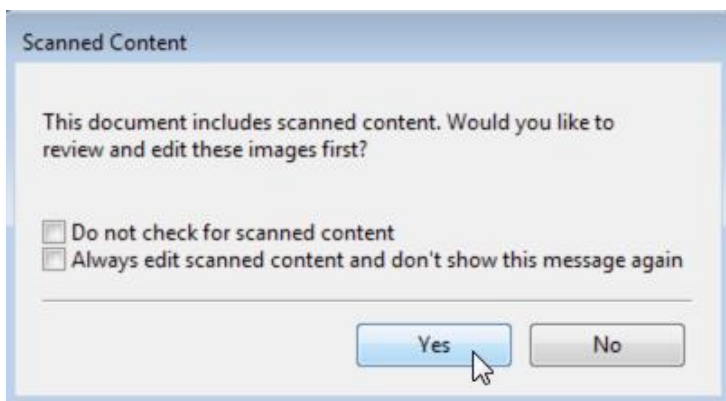 Scanned Content
This document includes scanned content. Would you like to
review and edit these images first?
Do not check for scanned content
Always edit scanned content and don't show this message again
Yes
No